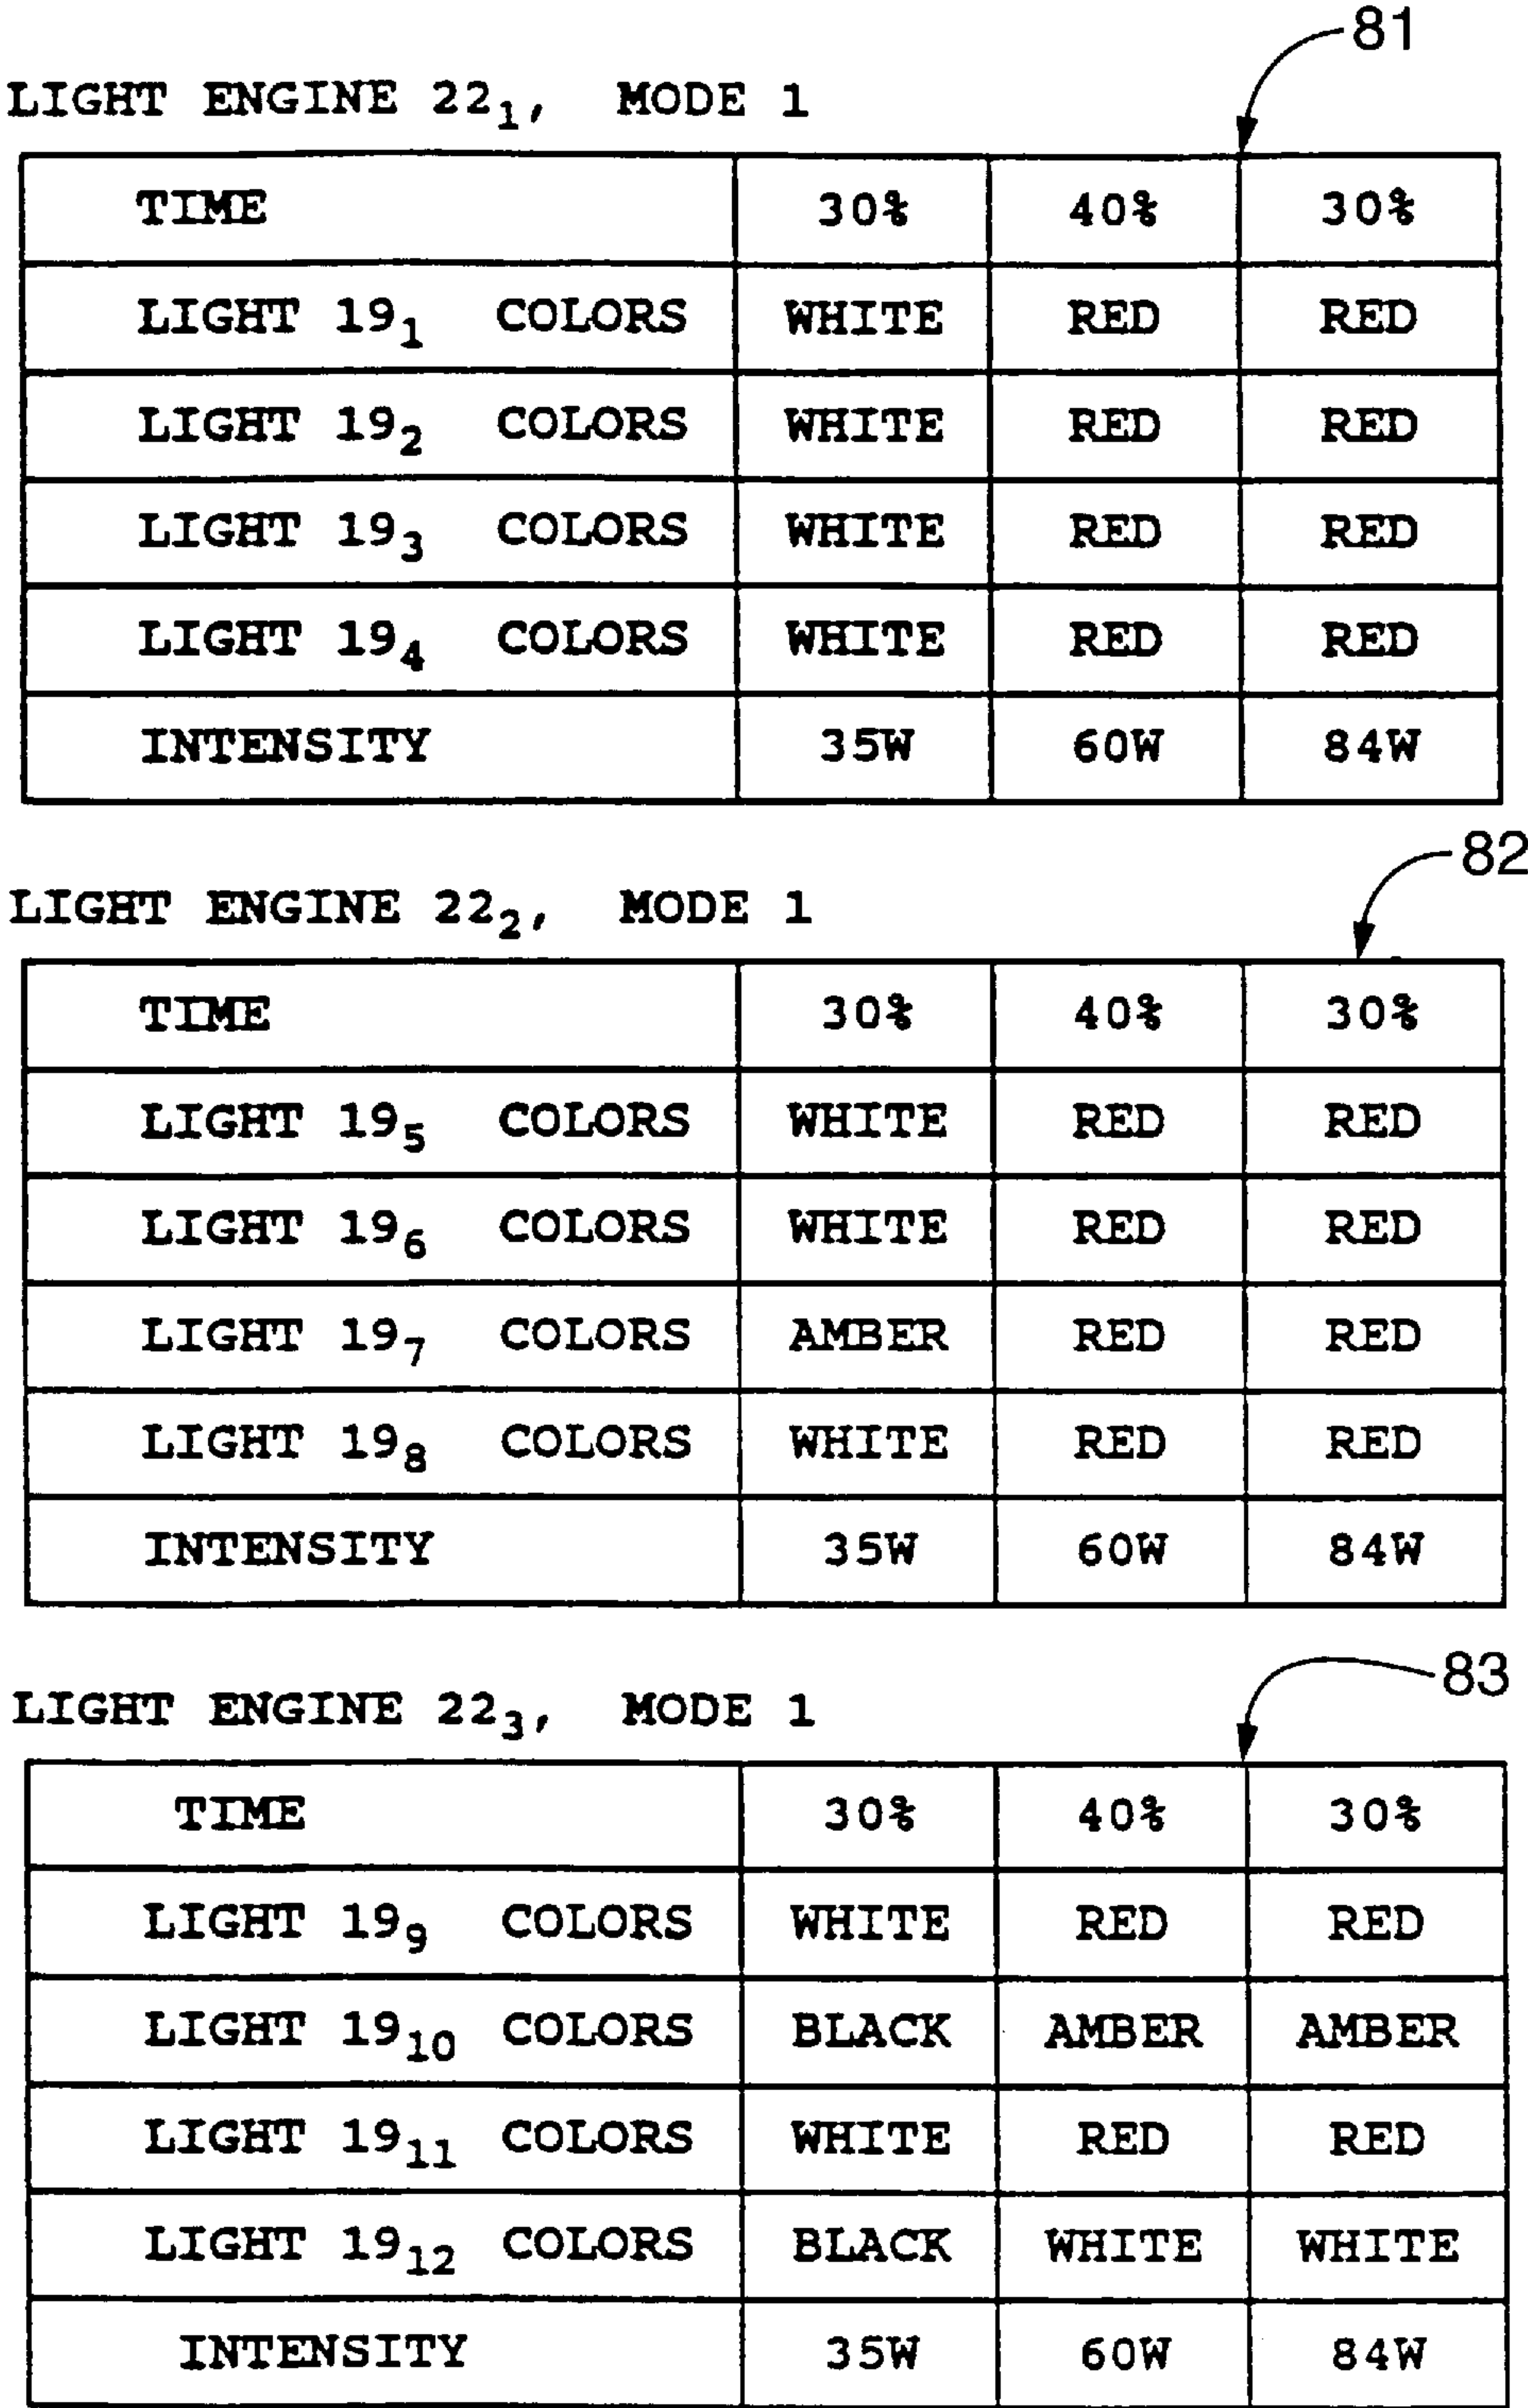 81
LIGHT ENGINE 22₁, MODE 1
TIME 30% 40% 30%
LIGHT 19₁ COLORS WHITE RED RED
LIGHT 19₂ COLORS WHITE RED RED
LIGHT 19₃ COLORS WHITE RED RED
LIGHT 19₄ COLORS WHITE RED RED
INTENSITY 35W 60W 84W
82
LIGHT ENGINE 22₂, MODE 1
TIME 30% 40% 30%
LIGHT 19₅ COLORS WHITE RED RED
LIGHT 19₆ COLORS WHITE RED RED
LIGHT 19₇ COLORS AMBER RED RED
LIGHT 19₈ COLORS WHITE RED RED
INTENSITY 35W 60W 84W
83
LIGHT ENGINE 22₃, MODE 1
TIME 30% 40% 30%
LIGHT 19₉ COLORS WHITE RED RED
LIGHT 19₁₀ COLORS BLACK AMBER AMBER
LIGHT 19₁₁ COLORS WHITE RED RED
LIGHT 19₁₂ COLORS BLACK WHITE WHITE
INTENSITY 35W 60W 84W